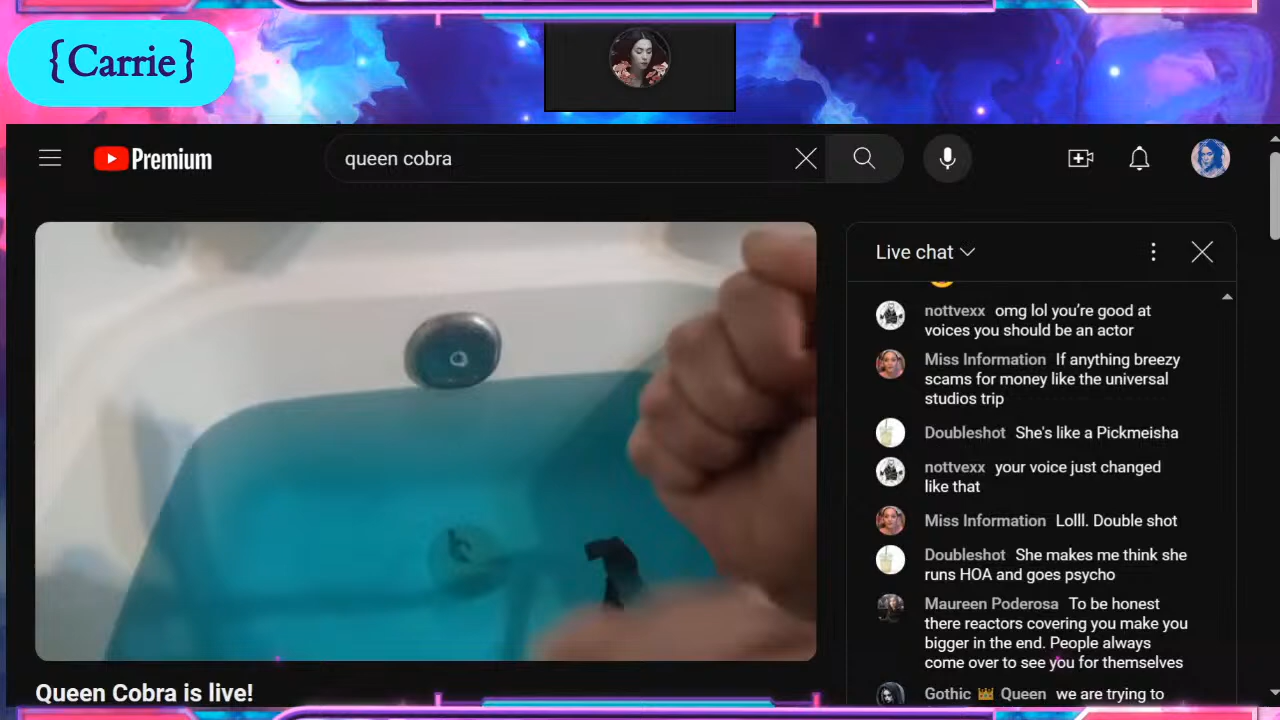 {Carrie}
Premium
queen cobra
Live chat
nottvexx omg lol you're good at
voices you should be an actor
Miss Information If anything breezy
scams for money like the universal
studios trip
Doubleshot She's like a Pickmeisha
nottvexx your voice just changed
like that
Miss Information Lolll. Double shot
Doubleshot She makes me think she
runs HOA and goes psycho
Maureen Poderosa To be honest
there reactors covering you make you
bigger in the end. People always
come over to see you for themselves
Gothic 👑 Queen we are trying to
Queen Cobra is live!